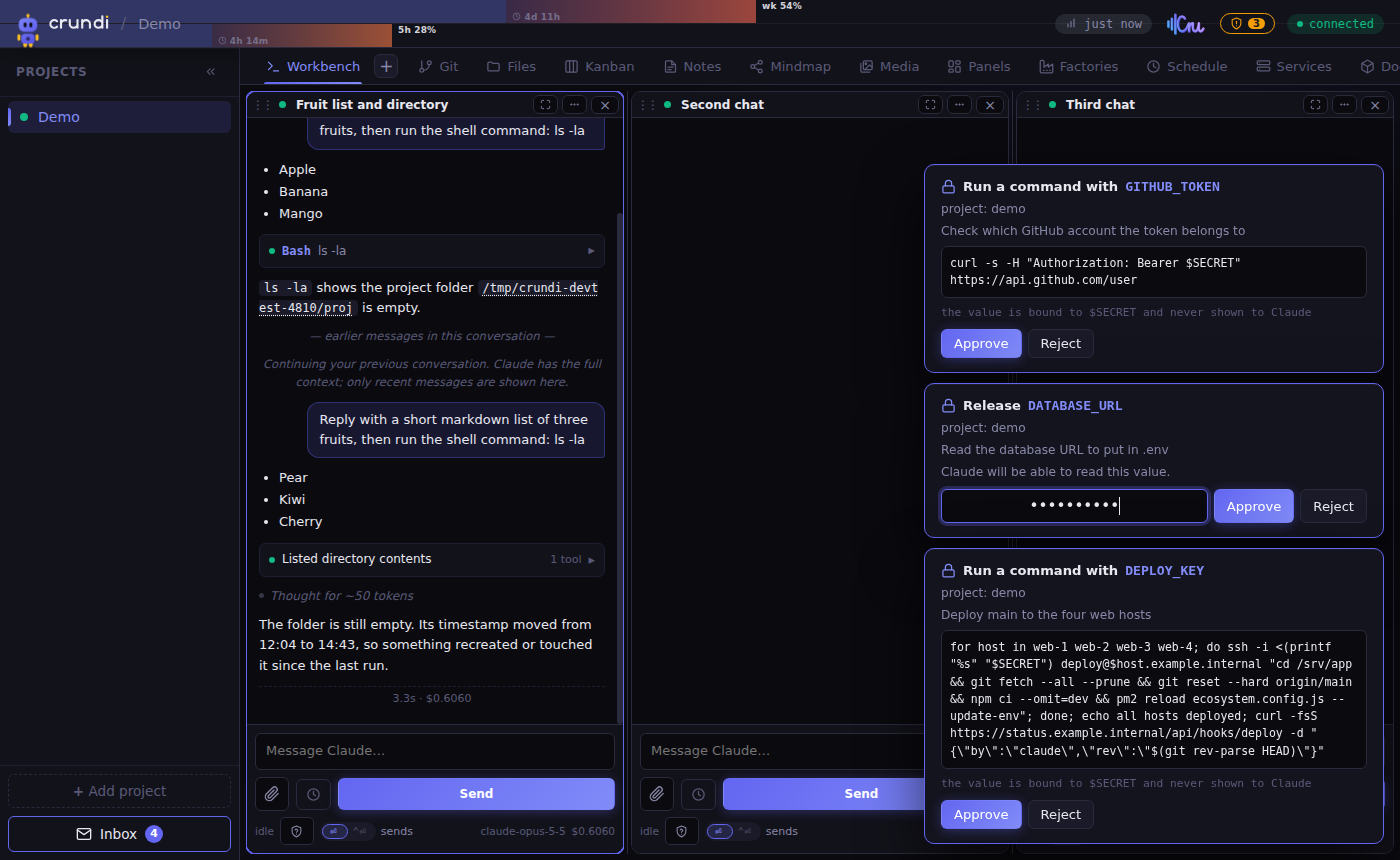 crundi / Demo
4h 14m
5h 28%
4d 11h
wk 54%
just now
Cru
3
connected
PROJECTS «
Demo
+ Add project
Inbox 4
Workbench
+
Git
Files
Kanban
Notes
Mindmap
Media
Panels
Factories
Schedule
Services
Do
Fruit list and directory
fruits, then run the shell command: ls -la
• Apple
• Banana
• Mango
Bash ls -la
ls -la shows the project folder /tmp/crundi-devt
est-4810/proj is empty.
— earlier messages in this conversation —
Continuing your previous conversation. Claude has the full
context; only recent messages are shown here.
Reply with a short markdown list of three
fruits, then run the shell command: ls -la
• Pear
• Kiwi
• Cherry
Listed directory contents 1 tool
Thought for ~50 tokens
The folder is still empty. Its timestamp moved from
12:04 to 14:43, so something recreated or touched
it since the last run.
3.3s · $0.6060
Message Claude…
Send
idle
sends
claude-opus-5-5 $0.6060
Second chat
Message Claude…
Send
idle
sends
Third chat
Run a command with GITHUB_TOKEN
project: demo
Check which GitHub account the token belongs to
curl -s -H "Authorization: Bearer $SECRET"
https://api.github.com/user
the value is bound to $SECRET and never shown to Claude
Approve Reject
Release DATABASE_URL
project: demo
Read the database URL to put in .env
Claude will be able to read this value.
••••••••••
Approve Reject
Run a command with DEPLOY_KEY
project: demo
Deploy main to the four web hosts
for host in web-1 web-2 web-3 web-4; do ssh -i <(printf
"%s" "$SECRET") deploy@$host.example.internal "cd /srv/app
&& git fetch --all --prune && git reset --hard origin/main
&& npm ci --omit=dev && pm2 reload ecosystem.config.js --
update-env"; done; echo all hosts deployed; curl -fsS
https://status.example.internal/api/hooks/deploy -d "
{\"by\":\"claude\",\"rev\":\"$(git rev-parse HEAD)\"}"
the value is bound to $SECRET and never shown to Claude
Approve Reject